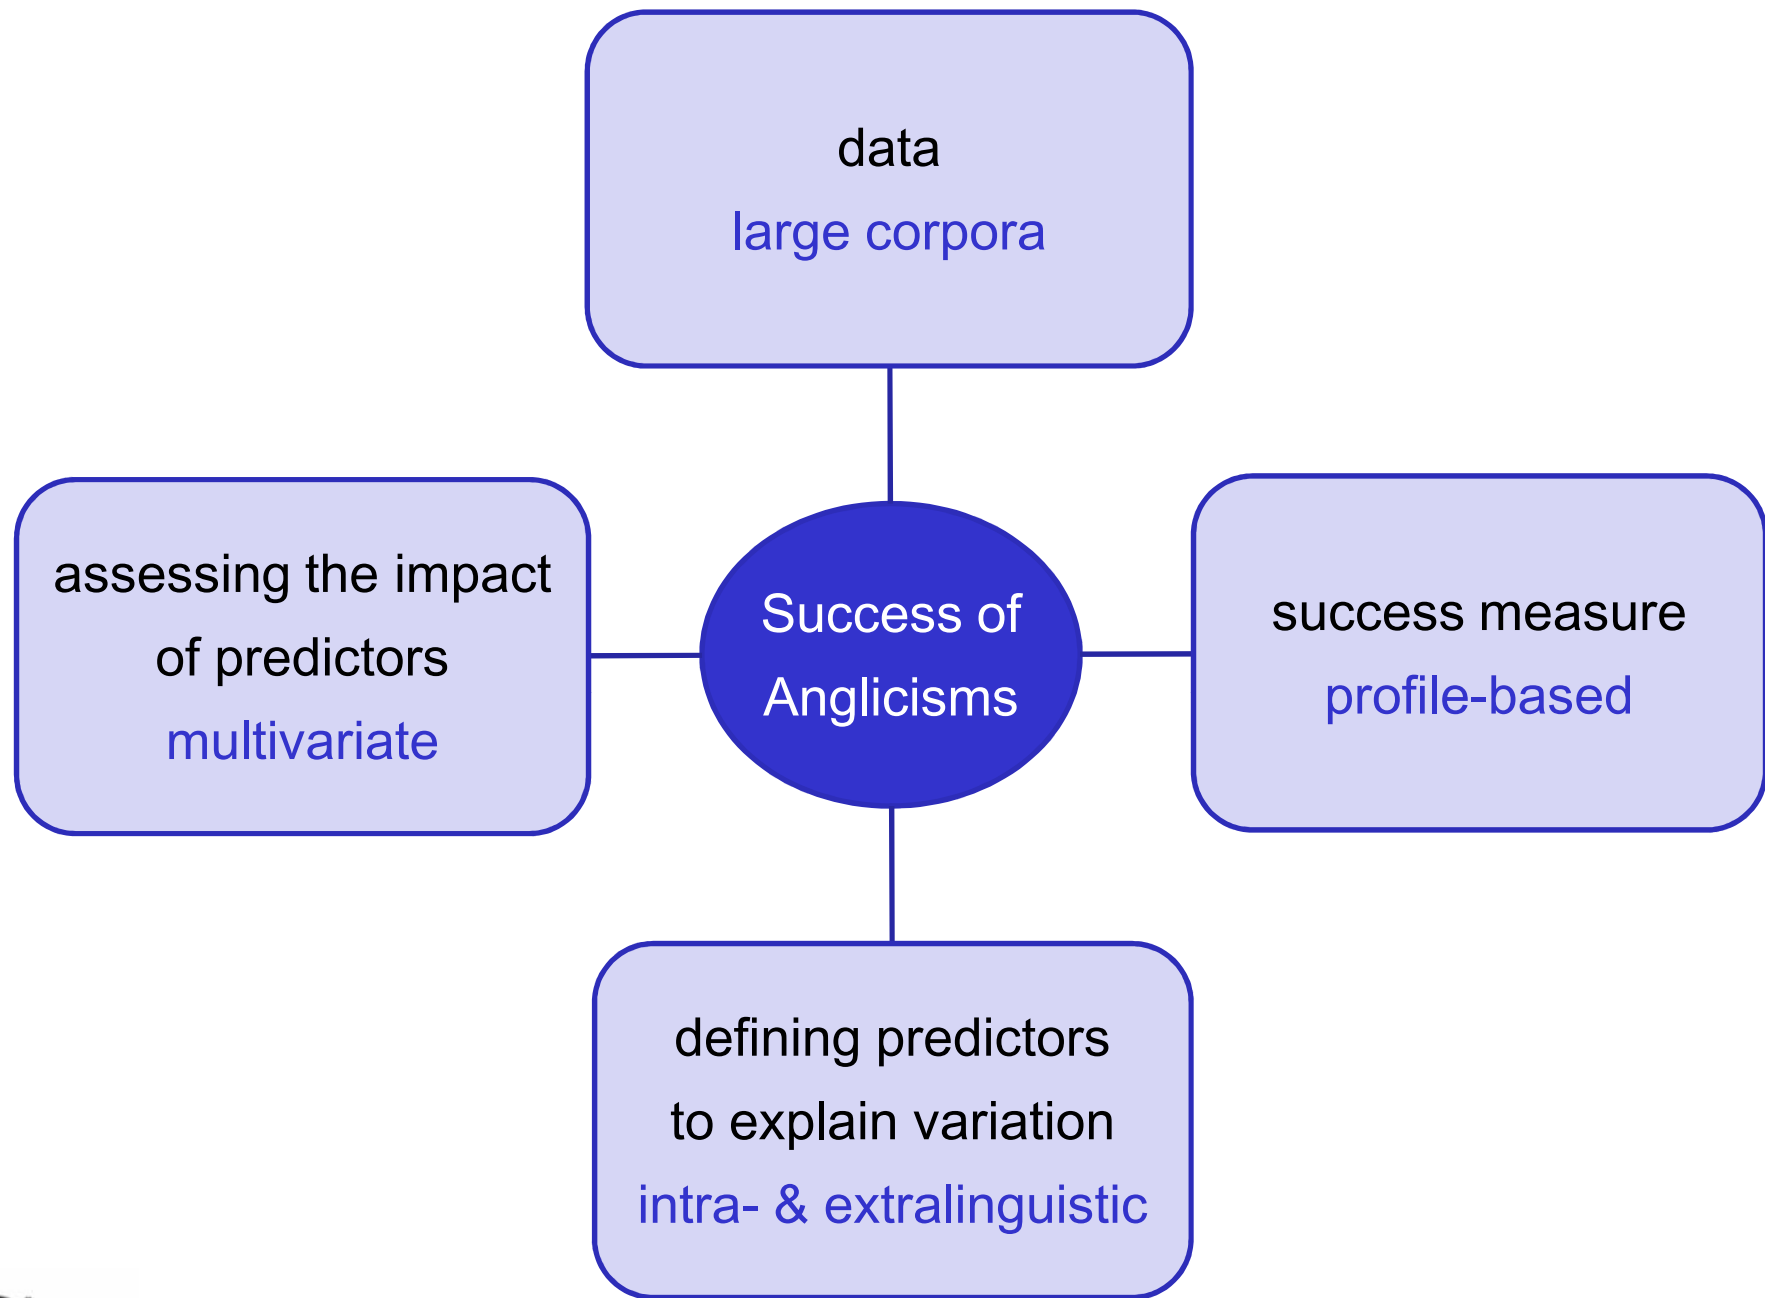 data
large corpora
assessing the impact
of predictors
multivariate
Success of
Anglicisms
success measure
profile-based
defining predictors
to explain variation
intra- & extralinguistic